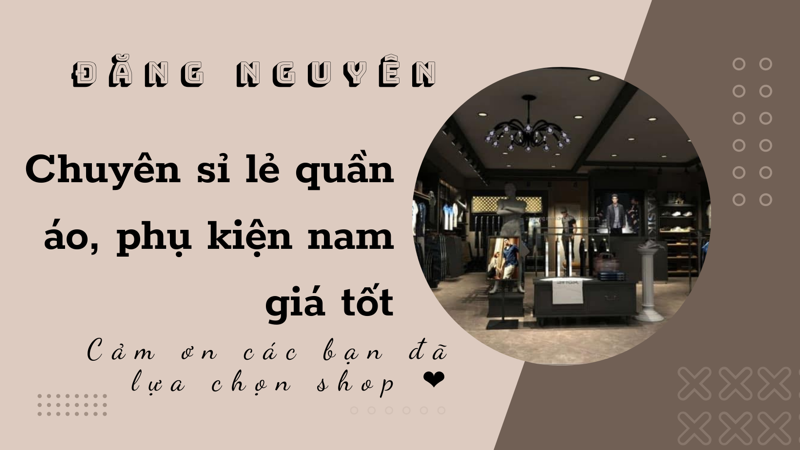 ĐĂNG NGUYÊN
Chuyên sỉ lẻ quần
áo, phụ kiện nam
giá tốt
Cảm ơn các bạn đã
lựa chọn shop ❤